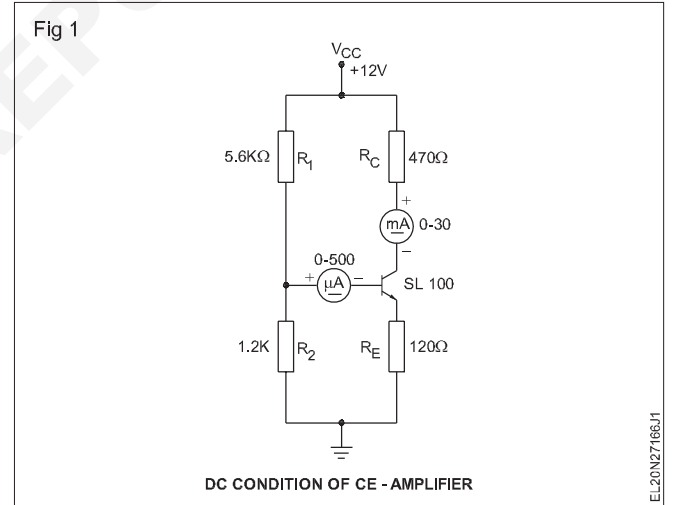 Fig 1
VCC
+12V
5.6KΩ R1 RC 470Ω
+
mA 0-30
−
0-500
+ µA − SL 100
1.2K R2 RE 120Ω
DC CONDITION OF CE - AMPLIFIER
EL20N27166J1